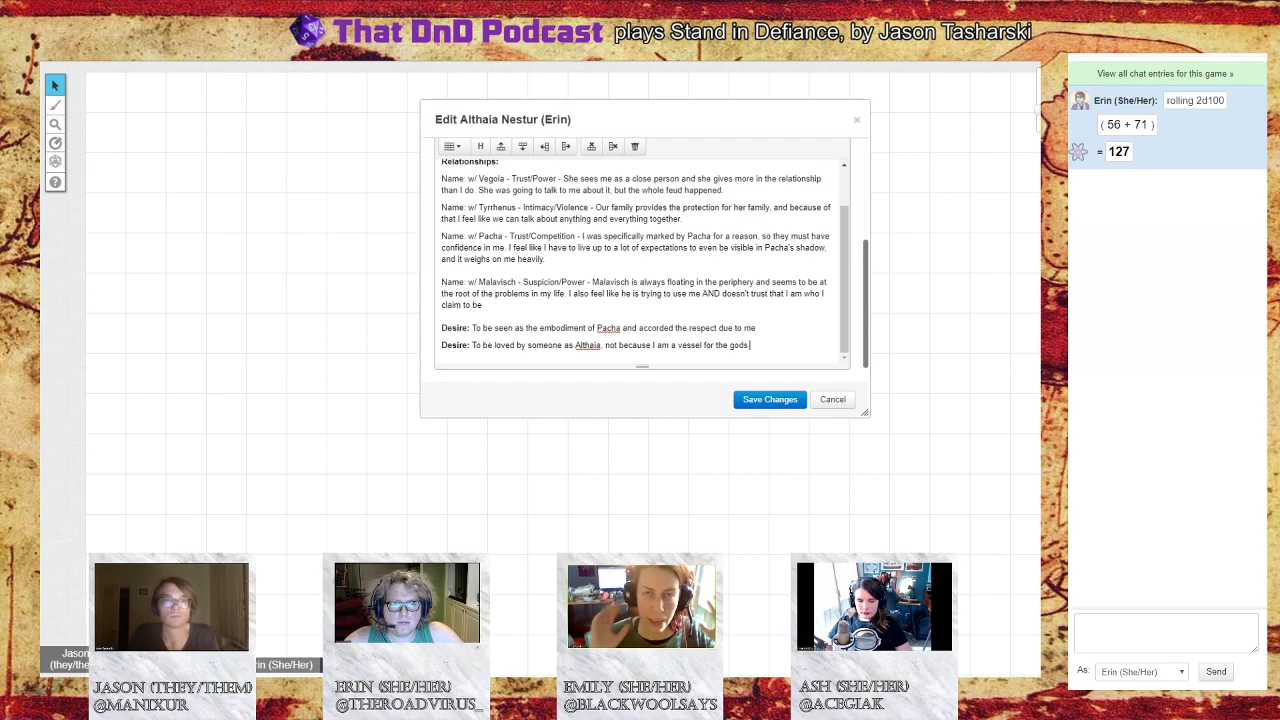 That DnD Podcast plays Stand in Defiance, by Jason Tasharski
View all chat entries for this game »
Erin (She/Her): rolling 2d100
( 56 + 71 )
= 127
Edit Althaia Nestur (Erin)
×
H
Relationships:
Name: w/ Vegoia - Trust/Power - She sees me as a close person and she gives more in the relationship
than I do. She was going to talk to me about it, but the whole feud happened.
Name: w/ Tyrrhenus - Intimacy/Violence - Our family provides the protection for her family, and because of
that I feel like we can talk about anything and everything together.
Name: w/ Pacha - Trust/Competition - I was specifically marked by Pacha for a reason, so they must have
confidence in me. I feel like I have to live up to a lot of expectations to even be visible in Pacha's shadow,
and it weighs on me heavily.
Name: w/ Malavisch - Suspicion/Power - Malavisch is always floating in the periphery and seems to be at
the root of the problems in my life. I also feel like he is trying to use me AND doesn't trust that I am who I
claim to be
Desire: To be seen as the embodiment of Pacha and accorded the respect due to me
Desire: To be loved by someone as Althaia, not because I am a vessel for the gods
Save Changes
Cancel
Jason
(they/the
rin (She/Her)
JASON (THEY/THEM)
@MANIXUR
ERIN (SHE/HER)
@THEROADVIRUS_
EMILY (SHE/HER)
@BLACKWOOLSAYS
ASH (SHE/HER)
@ACEGIAK
As: Erin (She/Her)
Send